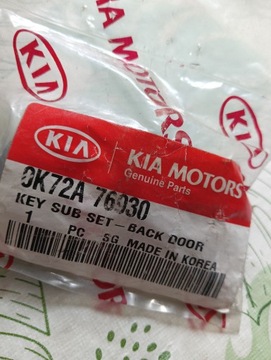 KIA
KIA
KIA MOTORS
Genuine Parts
0K72A 76930
KEY SUB SET-BACK DOOR
1 PC SG MADE IN KOREA
KIA